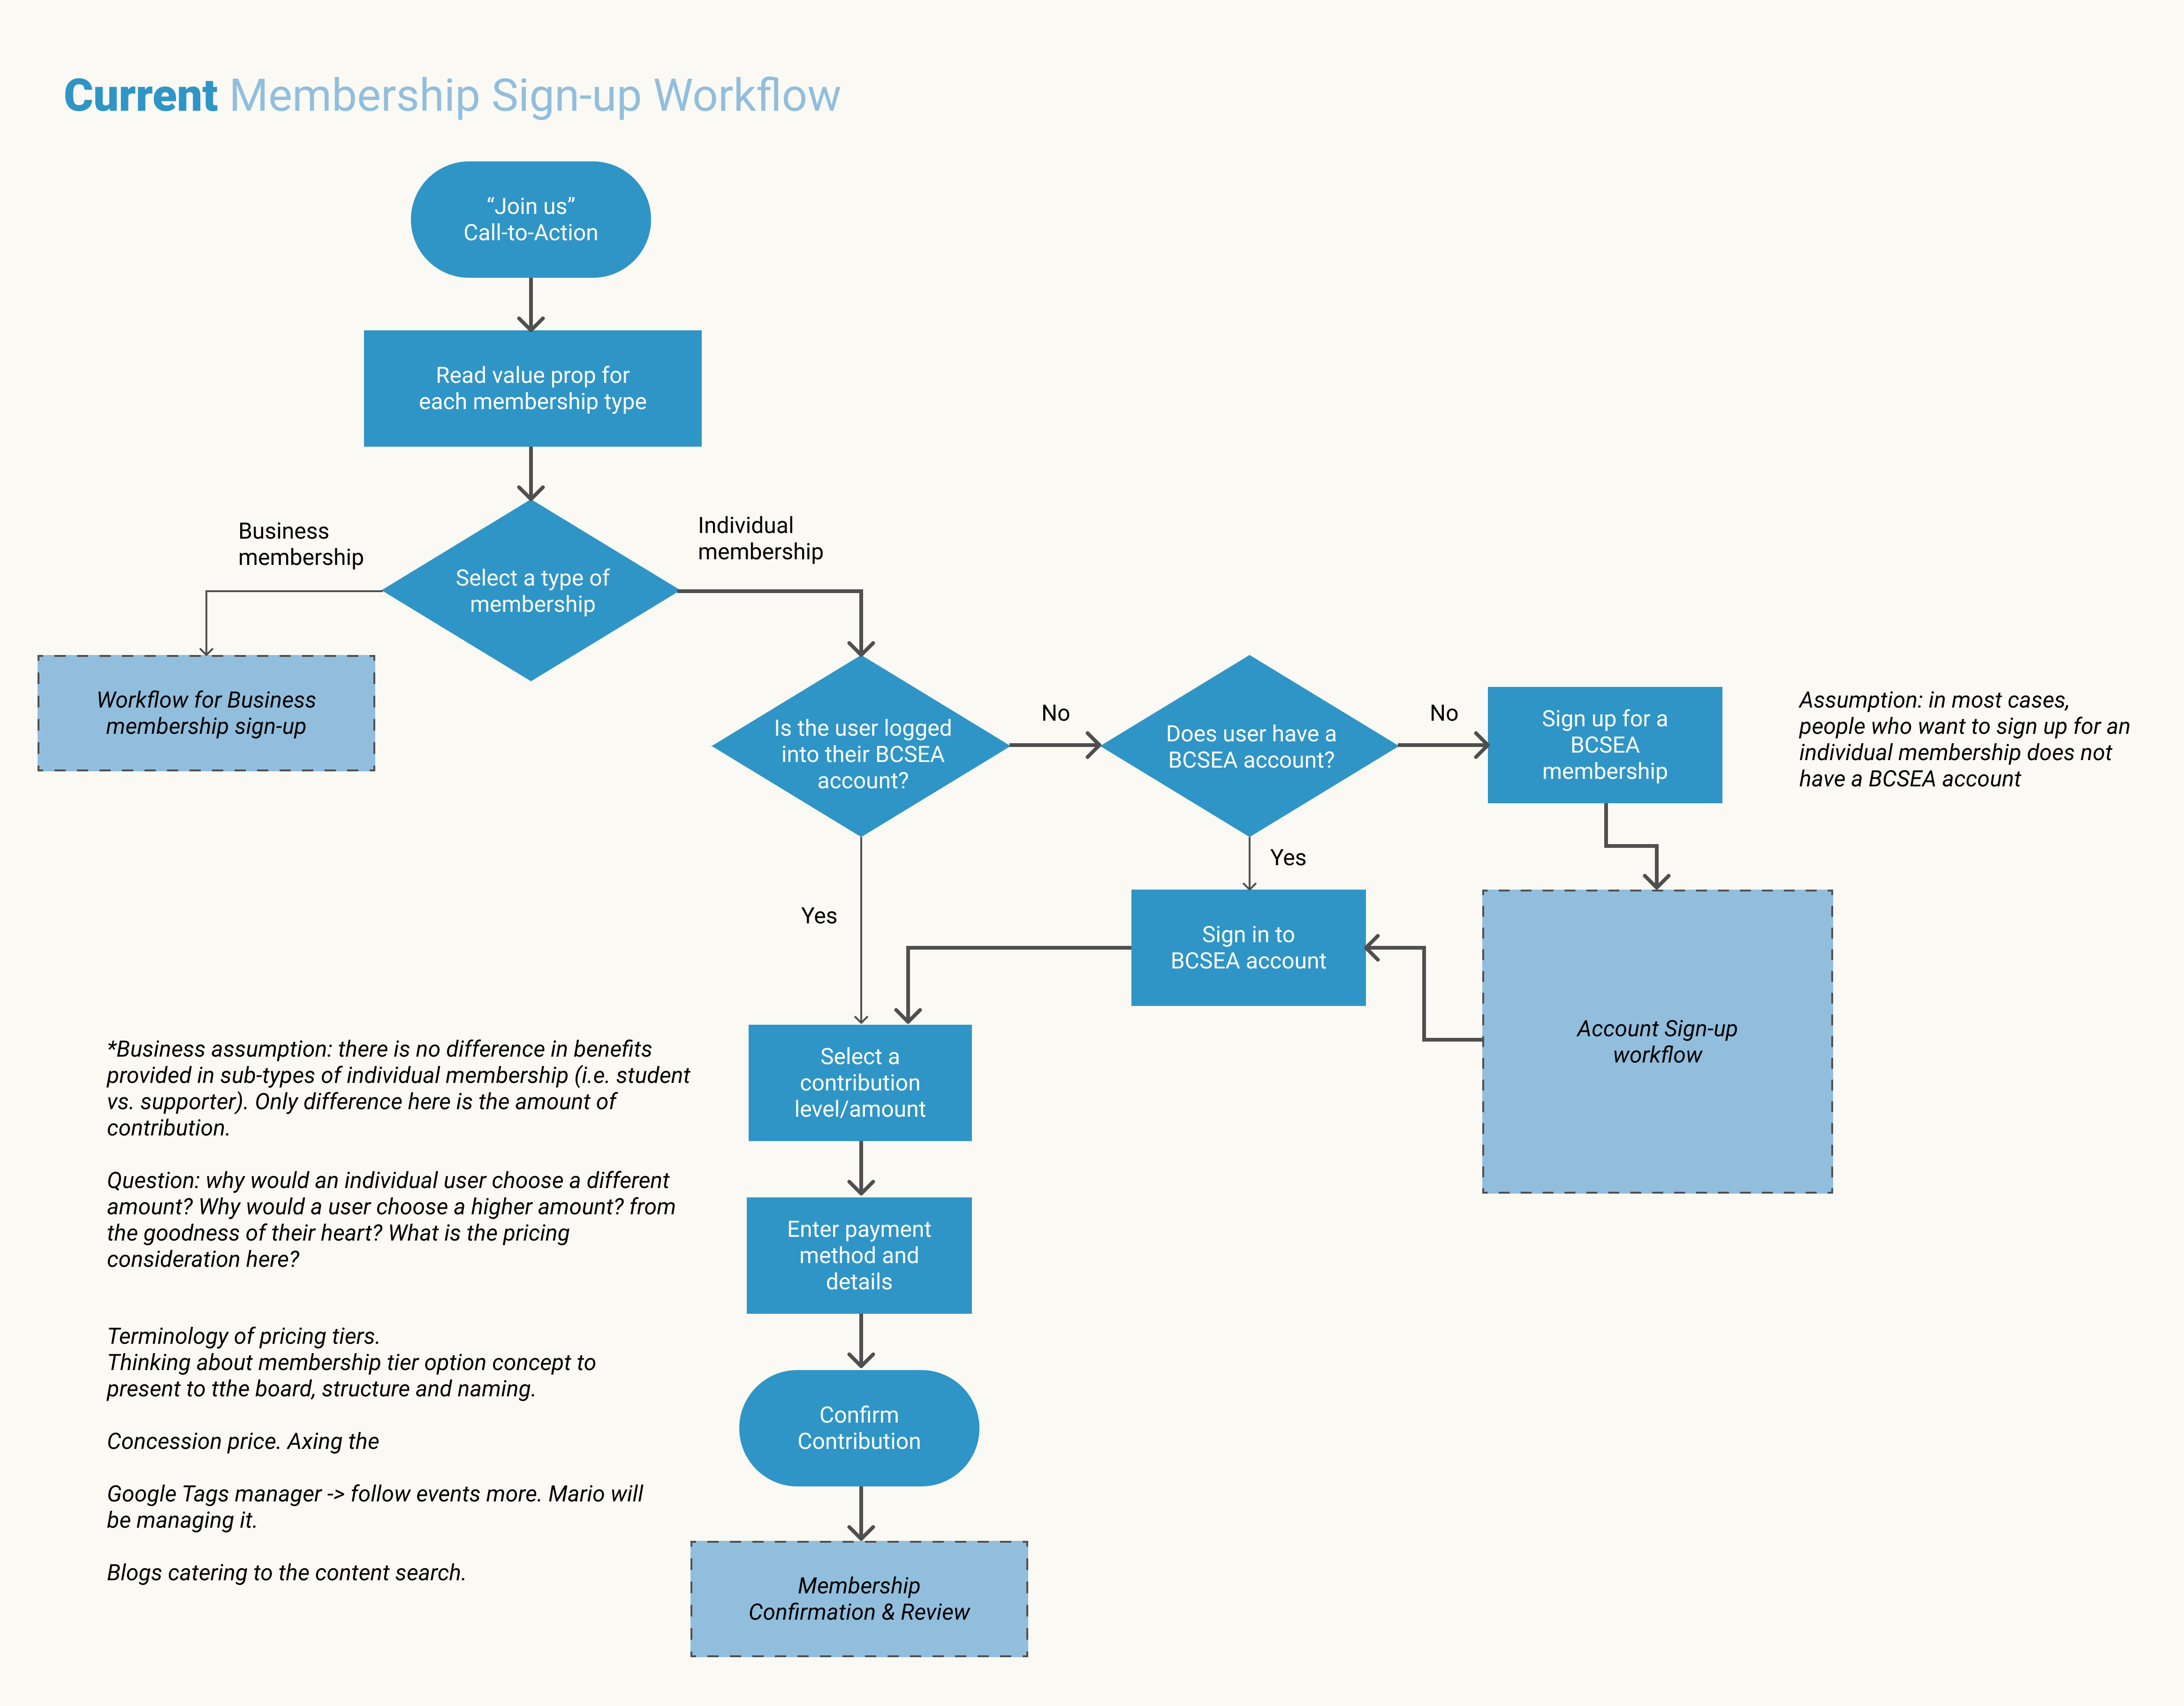 Current Membership Sign-up Workflow
“Join us”
Call-to-Action
Read value prop for
each membership type
Business
membership
Individual
membership
Select a type of
membership
Workflow for Business
membership sign-up
Is the user logged
into their BCSEA
account?
No
Does user have a
BCSEA account?
No
Sign up for a
BCSEA
membership
Assumption: in most cases,
people who want to sign up for an
individual membership does not
have a BCSEA account
Yes
Yes
Sign in to
BCSEA account
Account Sign-up
workflow
Select a
contribution
level/amount
*Business assumption: there is no difference in benefits
provided in sub-types of individual membership (i.e. student
vs. supporter). Only difference here is the amount of
contribution.
Question: why would an individual user choose a different
amount? Why would a user choose a higher amount? from
the goodness of their heart? What is the pricing
consideration here?
Enter payment
method and
details
Terminology of pricing tiers.
Thinking about membership tier option concept to
present to tthe board, structure and naming.
Concession price. Axing the
Google Tags manager -> follow events more. Mario will
be managing it.
Blogs catering to the content search.
Confirm
Contribution
Membership
Confirmation & Review